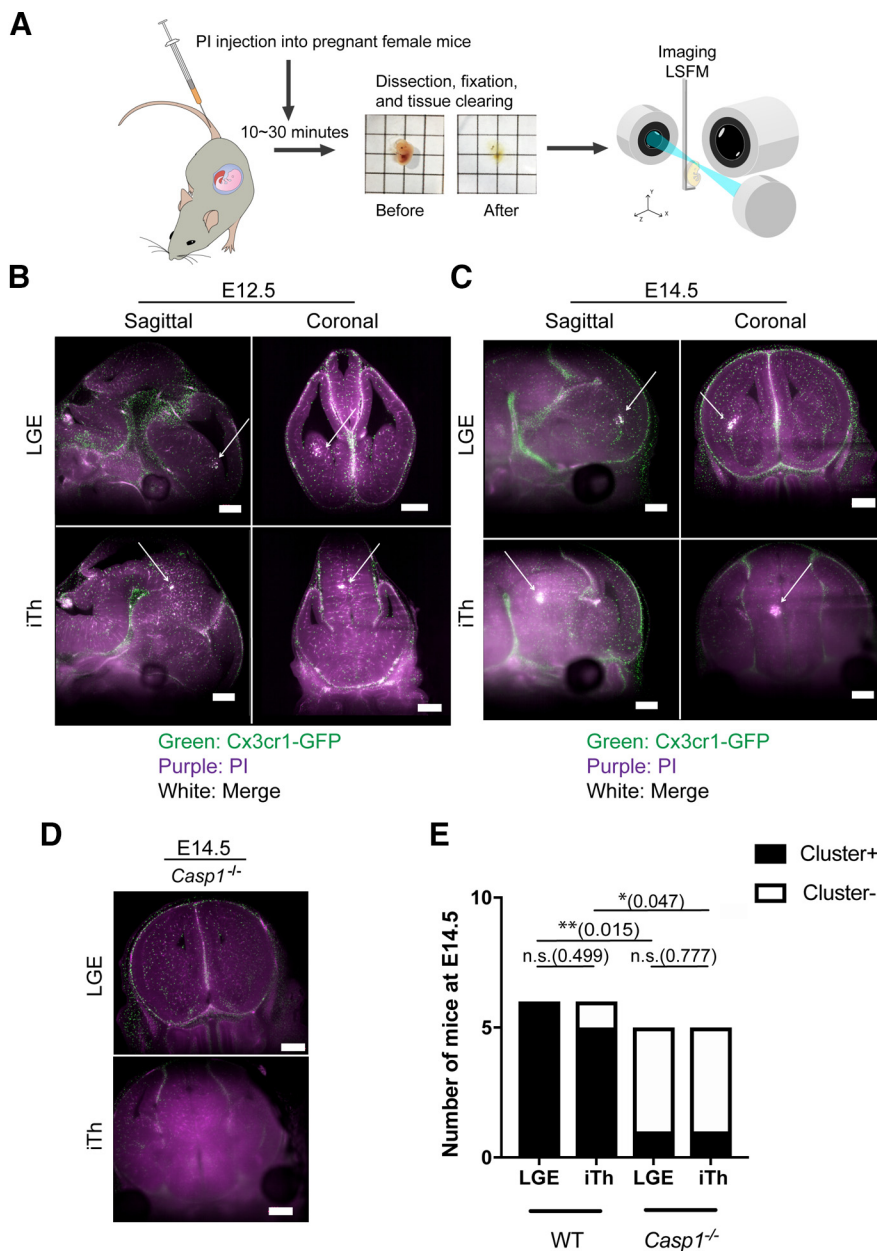 A
PI injection into pregnant female mice
10~30 minutes
Dissection, fixation,
and tissue clearing
Before
After
Imaging
LSFM
Y
Z
X
B
E12.5
Sagittal
Coronal
LGE
iTh
Green: Cx3cr1-GFP
Purple: PI
White: Merge
C
E14.5
Sagittal
Coronal
LGE
iTh
Green: Cx3cr1-GFP
Purple: PI
White: Merge
D
E14.5
Casp1-/-
LGE
iTh
E
Cluster+
Cluster-
Number of mice at E14.5
10
5
0
*(0.047)
**(0.015)
n.s.(0.499)
n.s.(0.777)
LGE
iTh
LGE
iTh
WT
Casp1-/-